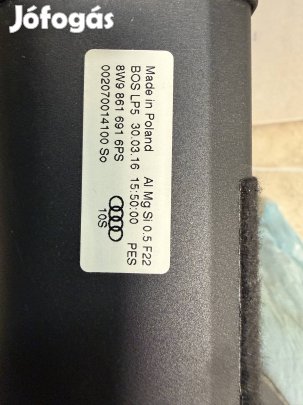 Jófogás
Made in Poland Al Mg Si 0.5 F22
BOS LP5 30.03.16 15:50:00 PES
8W9 861 691 6PS
002070014100 So 10S